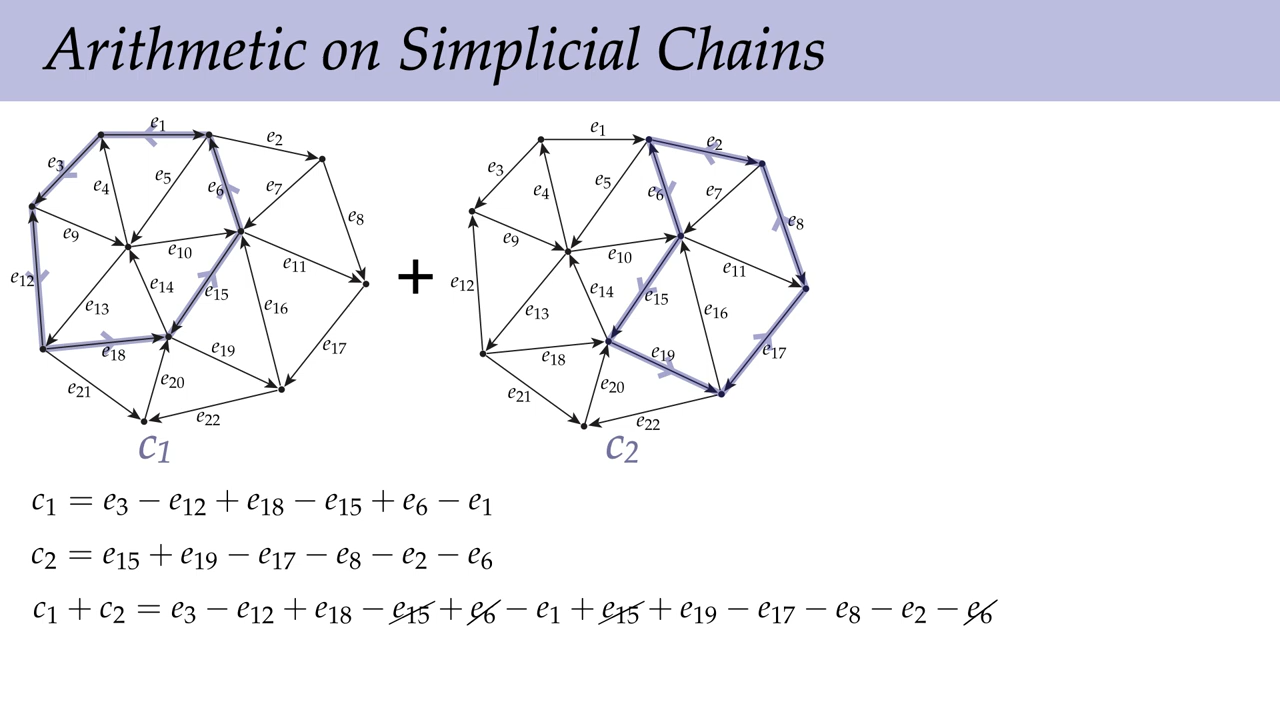 Arithmetic on Simplicial Chains
e₁
e₂
e₃
e₄
e₅
e₆
e₇
e₈
e₉
e₁₀
e₁₁
e₁₂
e₁₃
e₁₄
e₁₅
e₁₆
e₁₇
e₁₈
e₁₉
e₂₀
e₂₁
e₂₂
c₁
+
e₁
e₂
e₃
e₄
e₅
e₆
e₇
e₈
e₉
e₁₀
e₁₁
e₁₂
e₁₃
e₁₄
e₁₅
e₁₆
e₁₇
e₁₈
e₁₉
e₂₀
e₂₁
e₂₂
c₂
c₁ = e₃ − e₁₂ + e₁₈ − e₁₅ + e₆ − e₁
c₂ = e₁₅ + e₁₉ − e₁₇ − e₈ − e₂ − e₆
c₁ + c₂ = e₃ − e₁₂ + e₁₈ − e₁₅ + e₆ − e₁ + e₁₅ + e₁₉ − e₁₇ − e₈ − e₂ − e₆